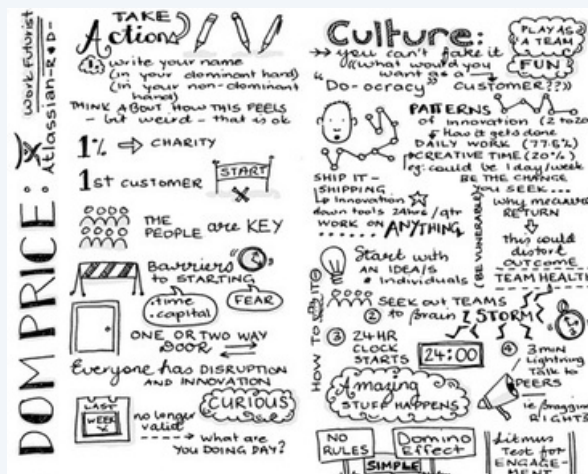 DOM PRICE:
Work Futurist
Atlassian-R&D-
TAKE
Action
1. write your name
(in your dominant hand)
(in your non-dominant
hand)
THINK ABOUT HOW THIS FEELS
- bit weird - that is ok
1% ⇨ CHARITY
1st CUSTOMER
START
THE
PEOPLE are KEY
Barriers
to STARTING
.time
.capital
FEAR
ONE OR TWO WAY
DOOR
Everyone has DISRUPTION
AND INNOVATION
CURIOUS
LAST
WEEK
no longer
valid
what are
YOU DOING DAY?
Culture:
PLAY AS
A TEAM
FUN
you can't fake it
"what would you
want as a
CUSTOMER??"
"Do-ocracy
PATTERNS
of innovation (2 to 20
Has it gets done
DAILY WORK (77.5%)
CREATIVE TIME (20%)
eg: could be 1 day/week
SHIP IT-
SHIPPING
Innovation
down tools 24hrs/qtr
WORK ON ANYTHING
BE THE CHANGE
YOU SEEK...
(BE VULNERABLE)
why measure
RETURN
this could
distort
OUTCOME
TEAM HEALTH
HOW TO DO IT
Start with
AN IDEA/S
• Individuals
② SEEK OUT TEAMS
to Brain STORM
③ 24HR
CLOCK
STARTS
24:00
④ 3min
Lightning
Talk to
PEERS
ie Bragging
RIGHTS
Amazing
STUFF HAPPENS
NO
RULES
Domino
Effect
SIMPLE
Litmus
Test for
ENGAGE-
MENT